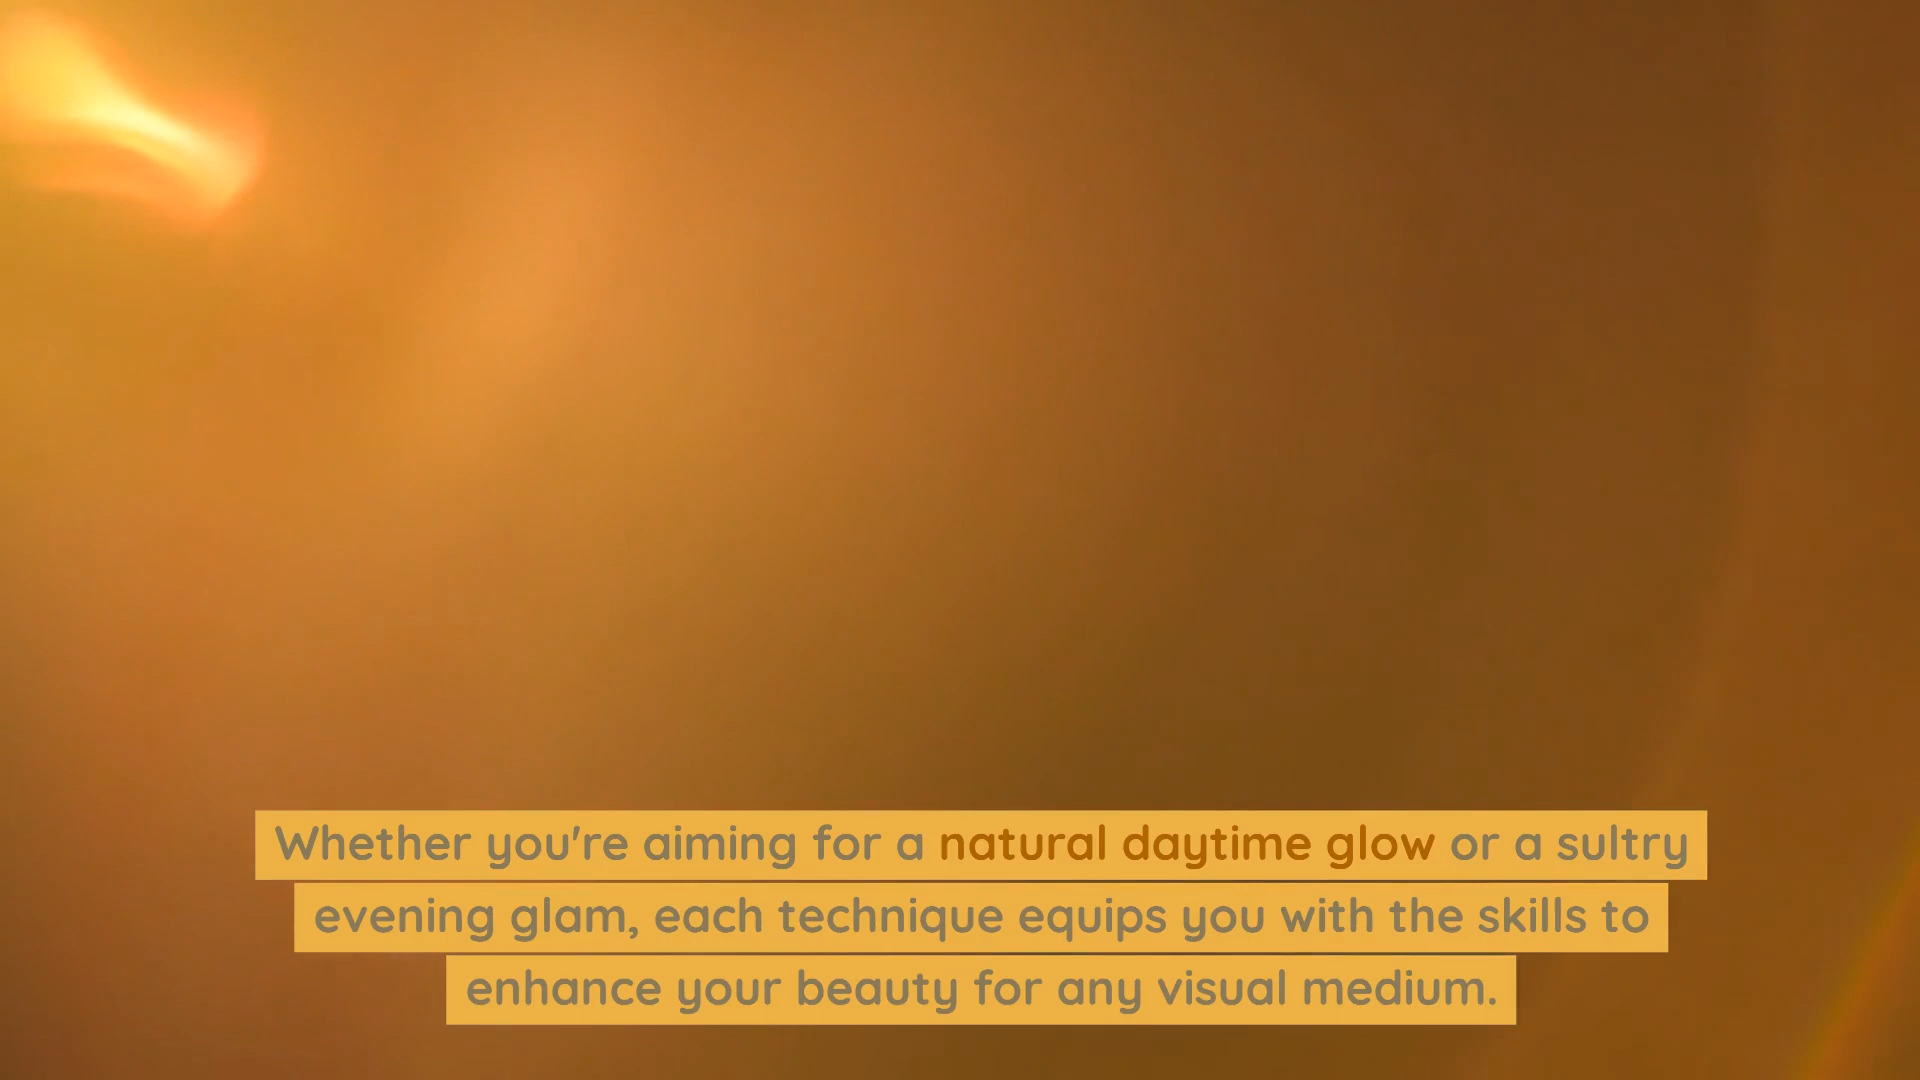 Whether you're aiming for a natural daytime glow or a sultry
evening glam, each technique equips you with the skills to
enhance your beauty for any visual medium.